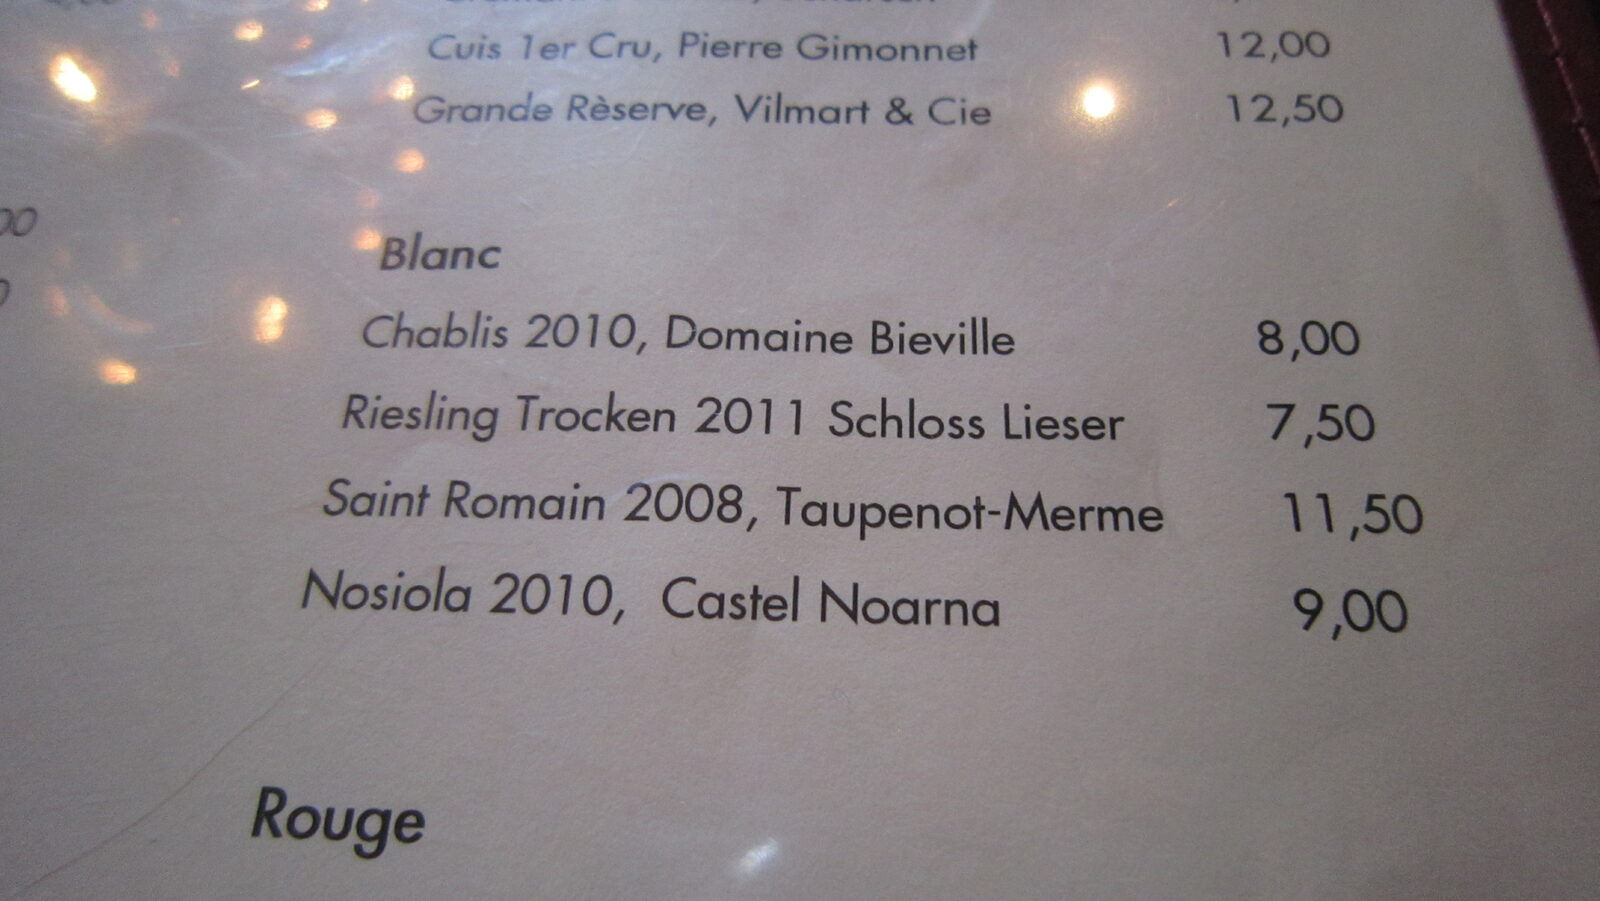 Cuis 1er Cru, Pierre Gimonnet 12,00
Grande Rèserve, Vilmart & Cie 12,50
Blanc
Chablis 2010, Domaine Bieville 8,00
Riesling Trocken 2011 Schloss Lieser 7,50
Saint Romain 2008, Taupenot-Merme 11,50
Nosiola 2010, Castel Noarna 9,00
Rouge